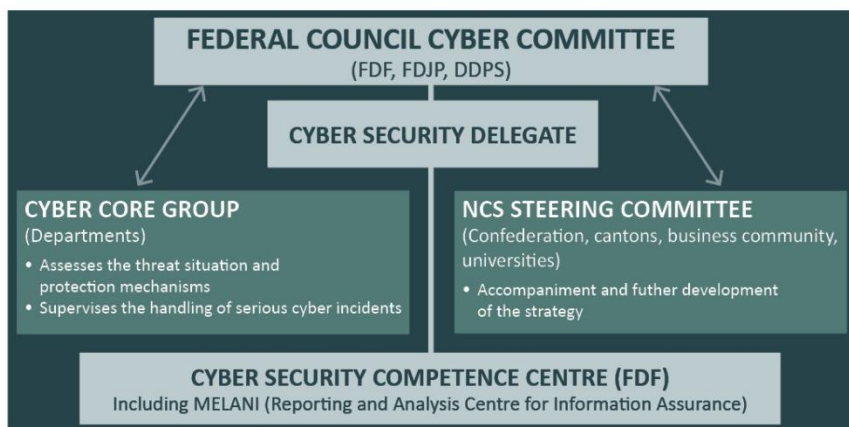 FEDERAL COUNCIL CYBER COMMITTEE
(FDF, FDJP, DDPS)
CYBER SECURITY DELEGATE
CYBER CORE GROUP
(Departments)
• Assesses the threat situation and
protection mechanisms
• Supervises the handling of serious cyber incidents
NCS STEERING COMMITTEE
(Confederation, cantons, business community,
universities)
• Accompaniment and futher development
of the strategy
CYBER SECURITY COMPETENCE CENTRE (FDF)
Including MELANI (Reporting and Analysis Centre for Information Assurance)